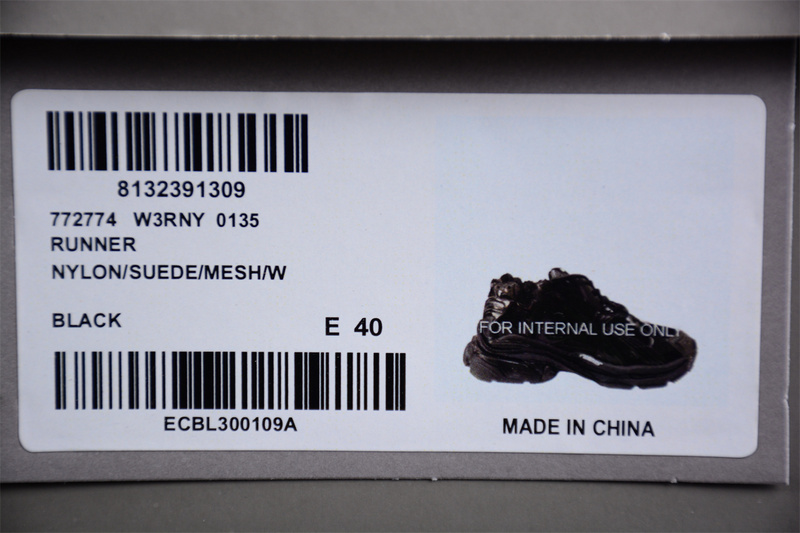 8132391309
772774 W3RNY 0135
RUNNER
NYLON/SUEDE/MESH/W
BLACK
E 40
ECBL300109A
FOR INTERNAL USE ONLY
MADE IN CHINA